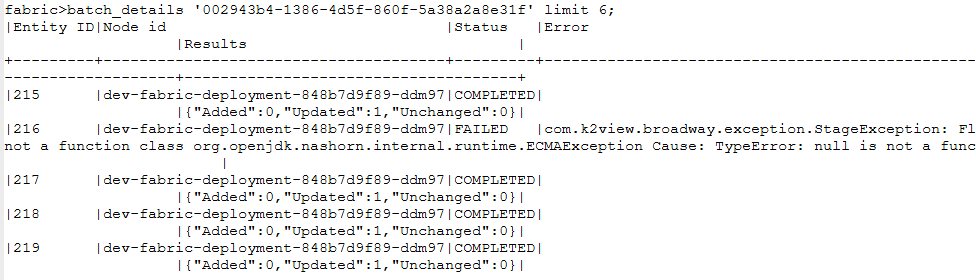 fabric>batch_details '002943b4-1386-4d5f-860f-5a38a2a8e31f' limit 6;
|Entity ID|Node id                            |Status   |Error
                 |Results                           |
+---------+-----------------------------------+---------+-------------------------------------------
-----------------+----------------------------------+
|215      |dev-fabric-deployment-848b7d9f89-ddm97|COMPLETED|
                 |{"Added":0,"Updated":1,"Unchanged":0}|
|216      |dev-fabric-deployment-848b7d9f89-ddm97|FAILED   |com.k2view.broadway.exception.StageException: Fl
not a function class org.openjdk.nashorn.internal.runtime.ECMAException Cause: TypeError: null is not a func
                      |
|217      |dev-fabric-deployment-848b7d9f89-ddm97|COMPLETED|
                 |{"Added":0,"Updated":1,"Unchanged":0}|
|218      |dev-fabric-deployment-848b7d9f89-ddm97|COMPLETED|
                 |{"Added":0,"Updated":1,"Unchanged":0}|
|219      |dev-fabric-deployment-848b7d9f89-ddm97|COMPLETED|
                 |{"Added":0,"Updated":1,"Unchanged":0}|